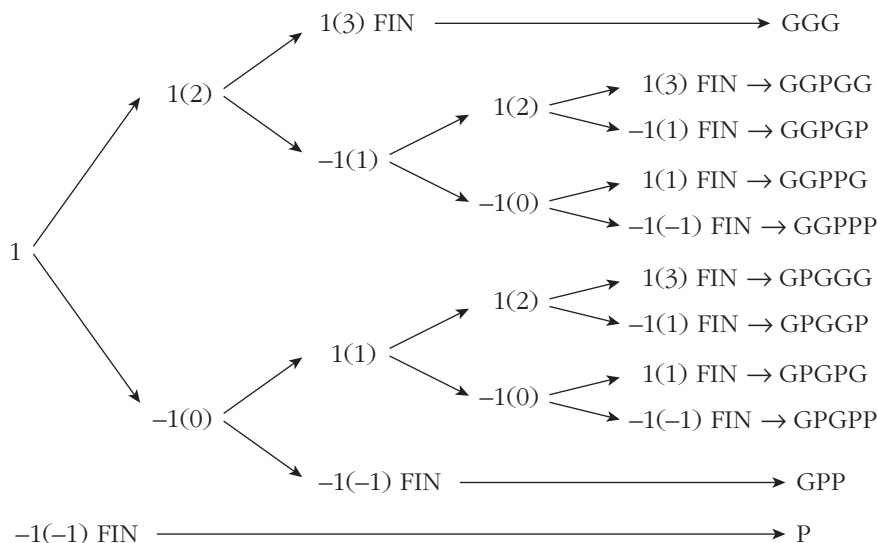 1(3) FIN → GGG
1(2)
1(3) FIN → GGPGG
1(2)
–1(1) FIN → GGPGP
–1(1)
1(1) FIN → GGPPG
–1(0)
–1(–1) FIN → GGPPP
1
1(3) FIN → GPGGG
1(2)
–1(1) FIN → GPGGP
1(1)
1(1) FIN → GPGPG
–1(0)
–1(–1) FIN → GPGPP
–1(0)
–1(–1) FIN → GPP
–1(–1) FIN → P